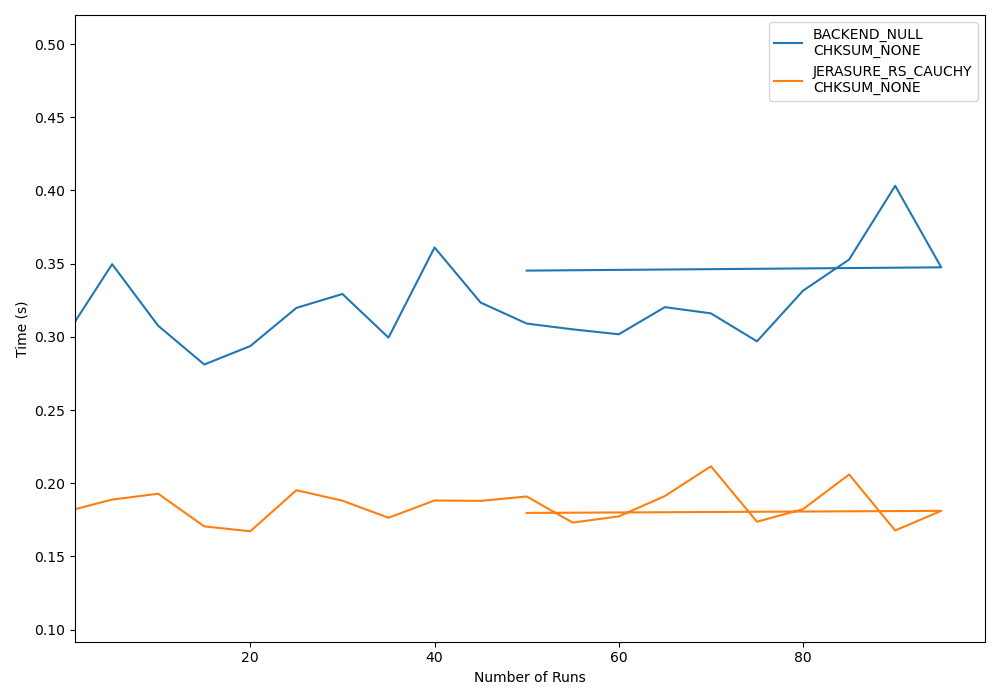 BACKEND_NULL
CHKSUM_NONE
JERASURE_RS_CAUCHY
CHKSUM_NONE
0.50
0.45
0.40
0.35
0.30
0.25
0.20
0.15
0.10
Time (s)
20 40 60 80
Number of Runs